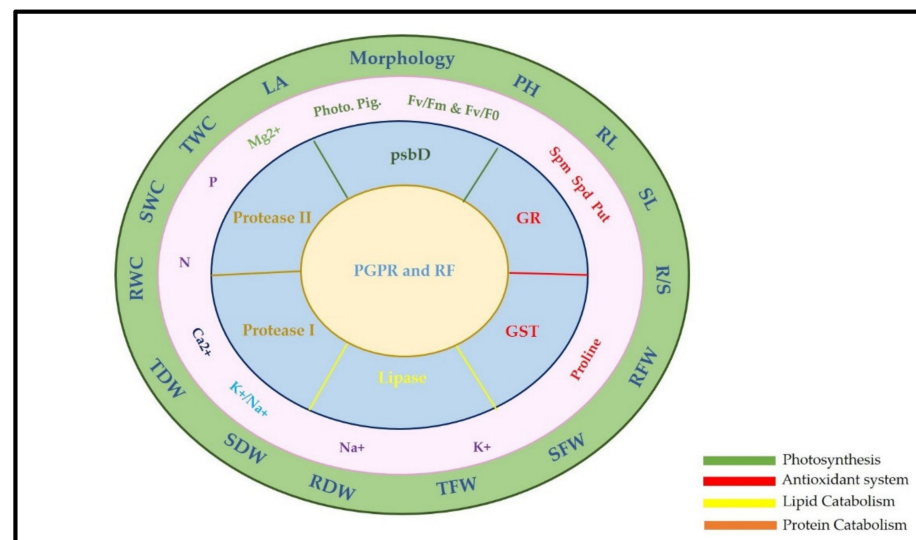 Morphology
PH
RL
SL
R/S
RFW
SFW
TFW
RDW
SDW
TDW
RWC
SWC
TWC
LA
Photo. Pig.
Fv/Fm & Fv/F0
Spm Spd Put
Proline
K+
Na+
K+/Na+
Ca2+
N
P
Mg2+
psbD
GR
GST
Lipase
Protease I
Protease II
PGPR and RF
Photosynthesis
Antioxidant system
Lipid Catabolism
Protein Catabolism